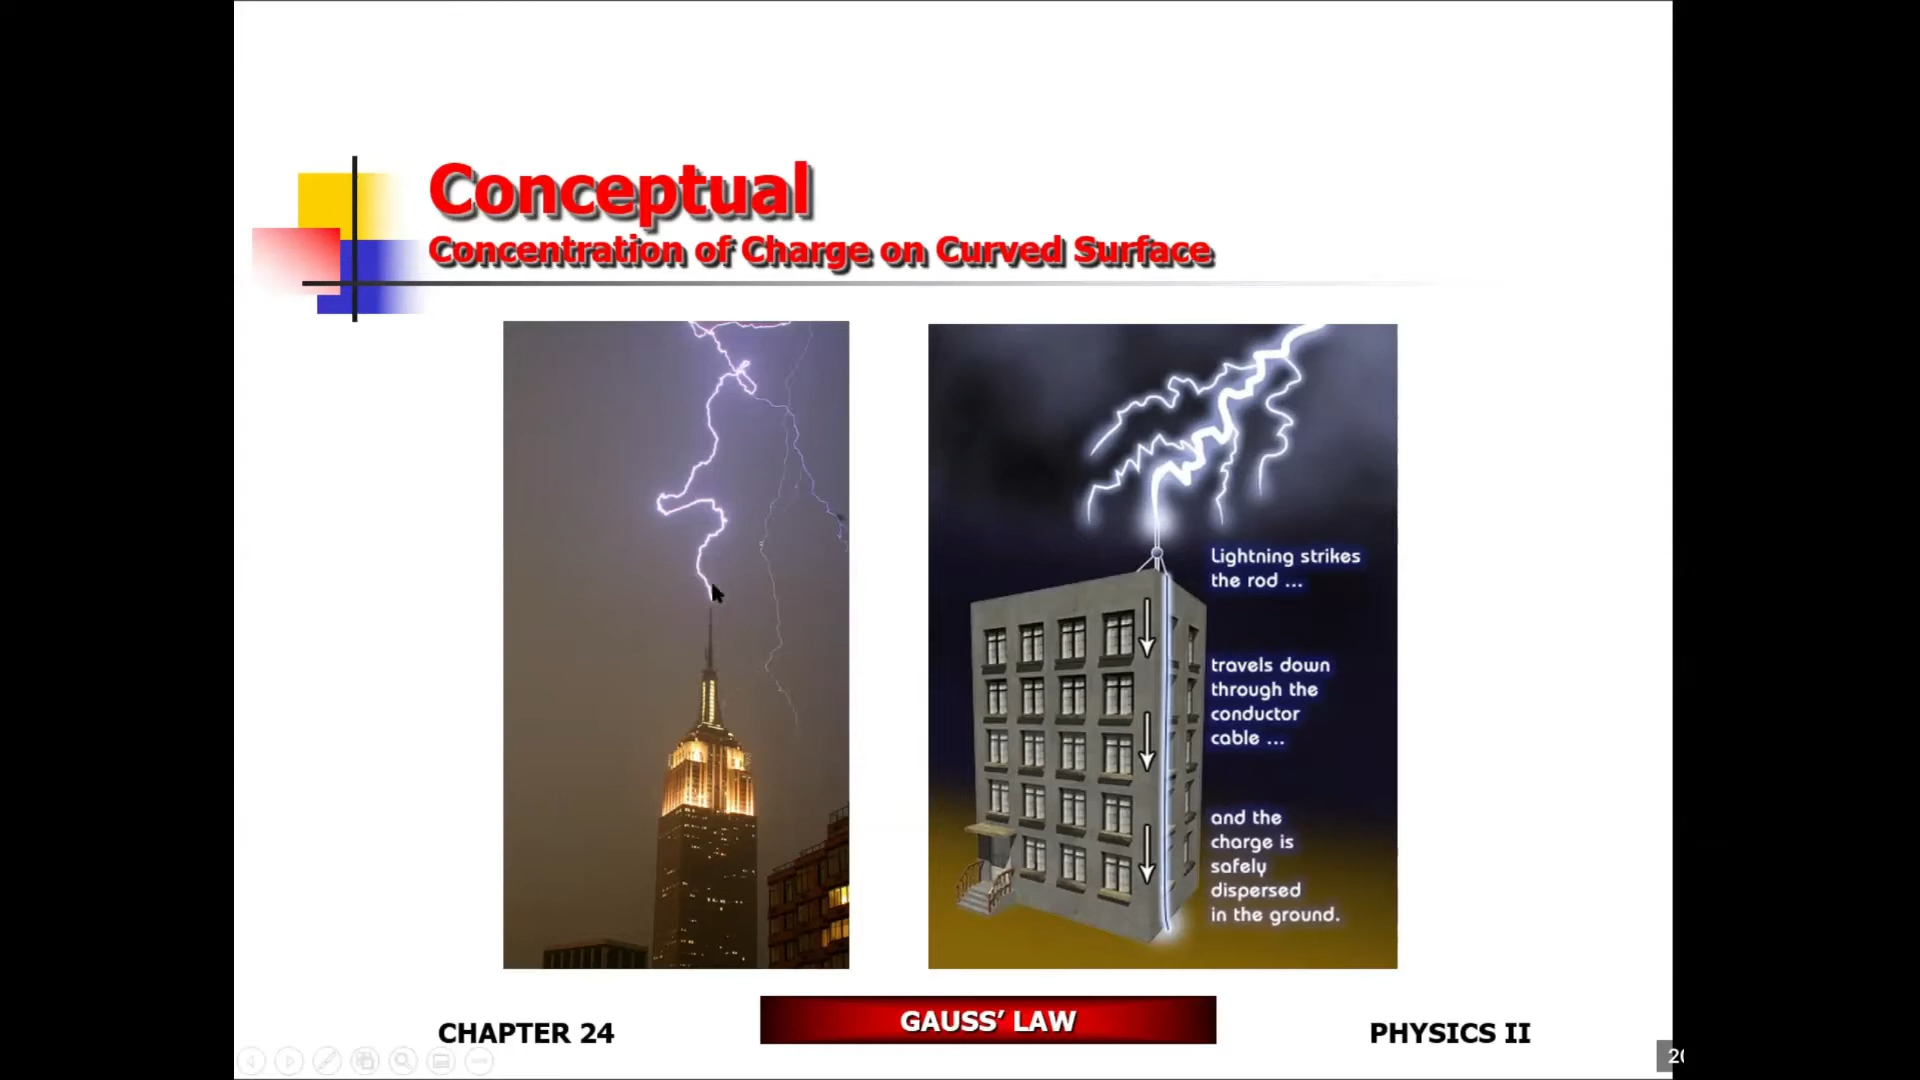 Conceptual
Concentration of Charge on Curved Surface
Lightning strikes
the rod ...
travels down
through the
conductor
cable ...
and the
charge is
safely
dispersed
in the ground.
CHAPTER 24
GAUSS’ LAW
PHYSICS II